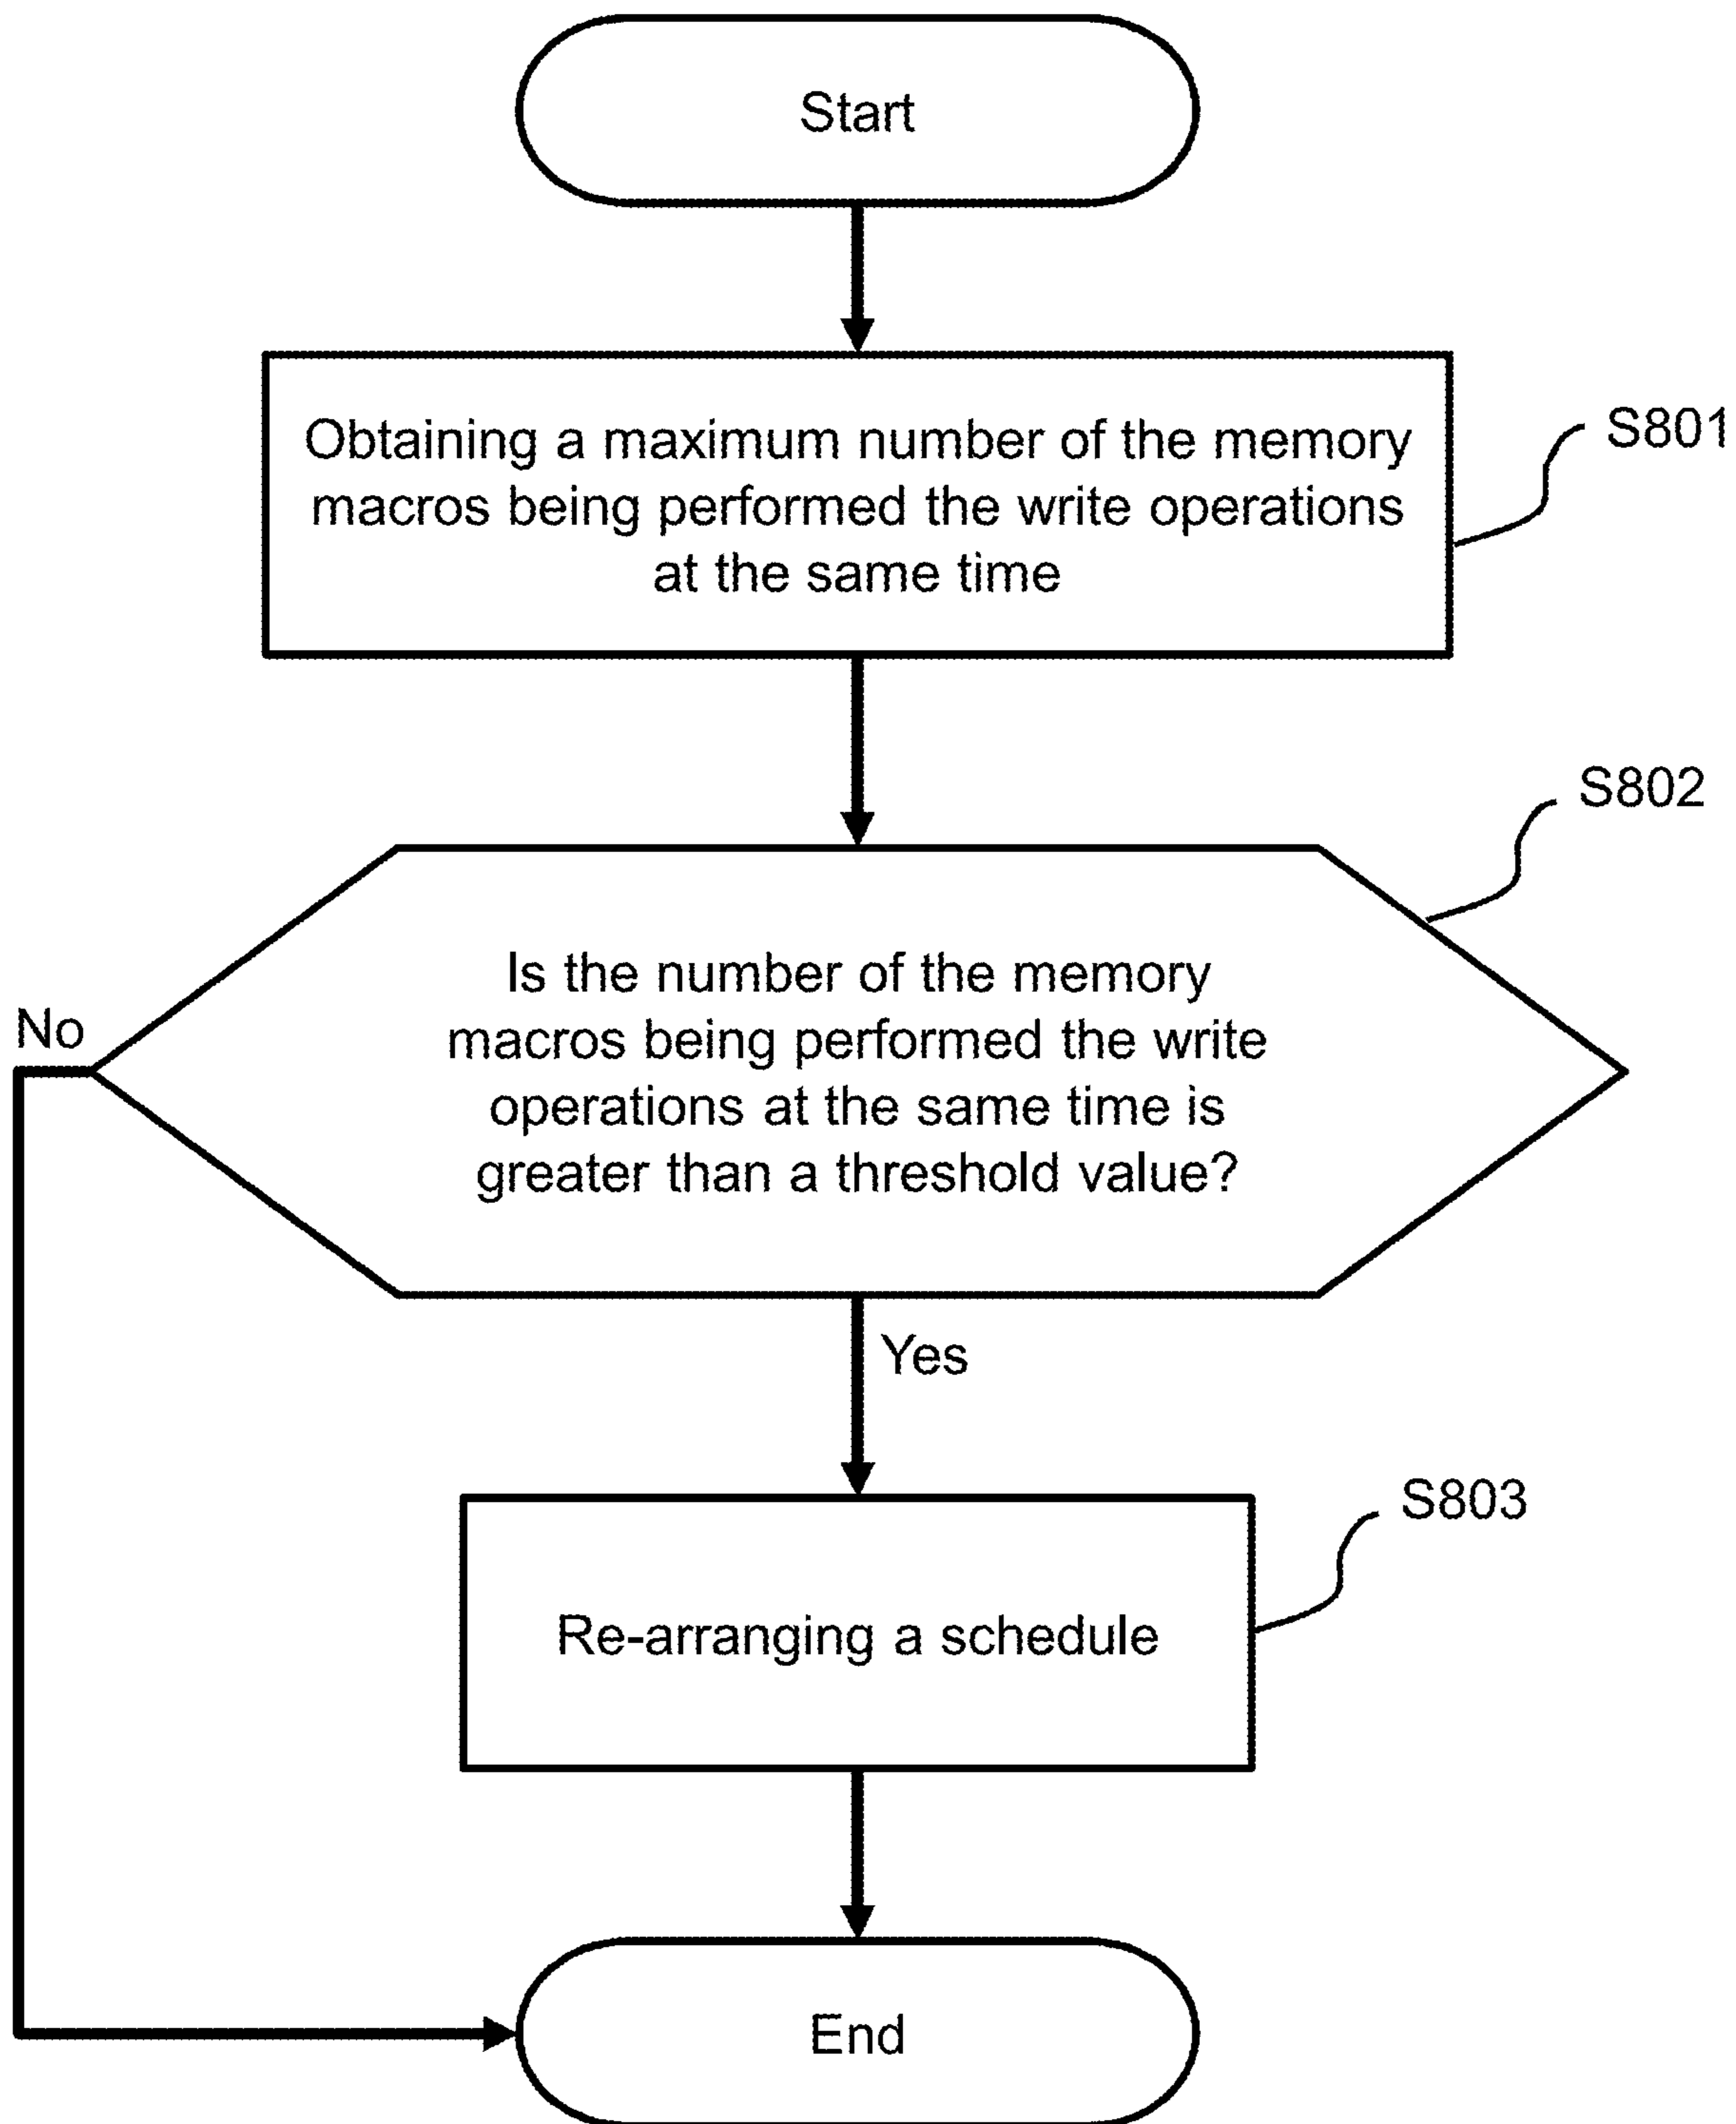 Start
Obtaining a maximum number of the memory
macros being performed the write operations
at the same time
S801
S802
Is the number of the memory
macros being performed the write
operations at the same time is
greater than a threshold value?
No
Yes
S803
Re-arranging a schedule
End